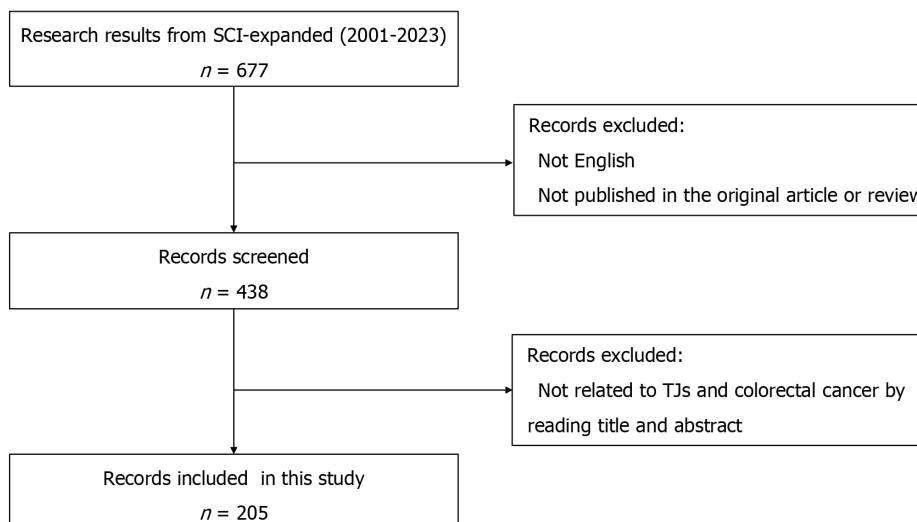 Research results from SCI-expanded (2001-2023)
n = 677
Records excluded:
Not English
Not published in the original article or review
Records screened
n = 438
Records excluded:
Not related to TJs and colorectal cancer by
reading title and abstract
Records included in this study
n = 205